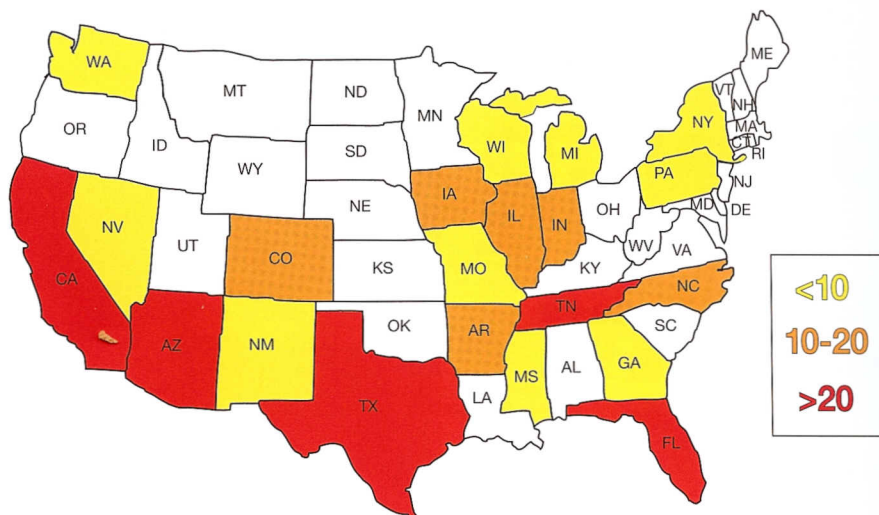 WA
MT
ND
MN
ME
VT
NH
OR
ID
SD
WI
MI
NY
MA
CT
RI
WY
IA
PA
NJ
NE
OH
MD
DE
NV
UT
CO
IL
IN
WV
VA
KS
MO
KY
CA
NC
<10
TN
OK
AR
SC
10-20
AZ
NM
MS
AL
GA
LA
>20
TX
FL